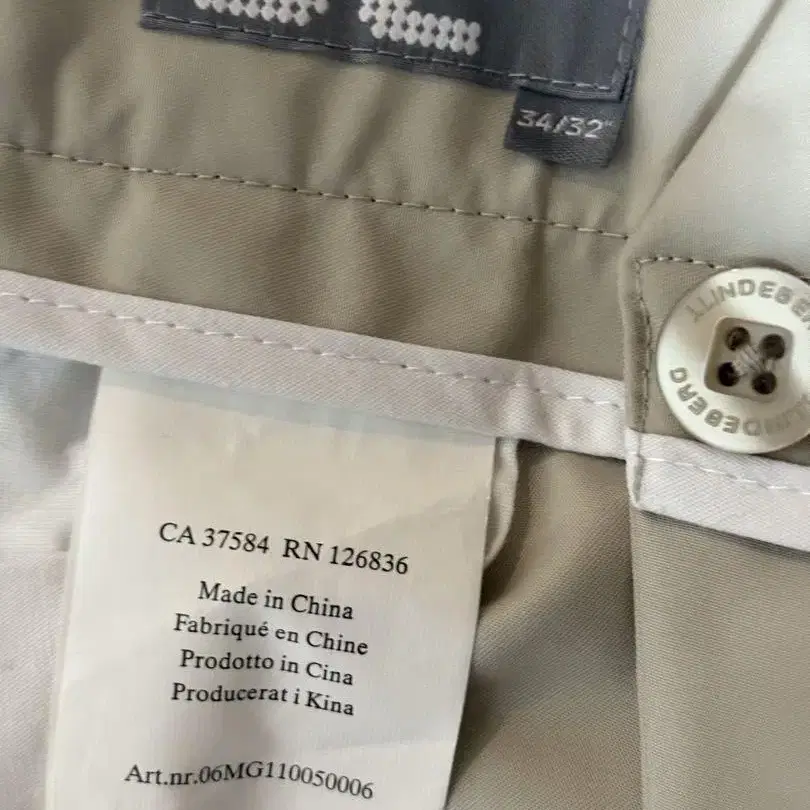 34/32"
J.LINDEBERG
J.LINDEBERG
CA 37584 RN 126836
Made in China
Fabriqué en Chine
Prodotto in Cina
Producerat i Kina
Art.nr.06MG110050006